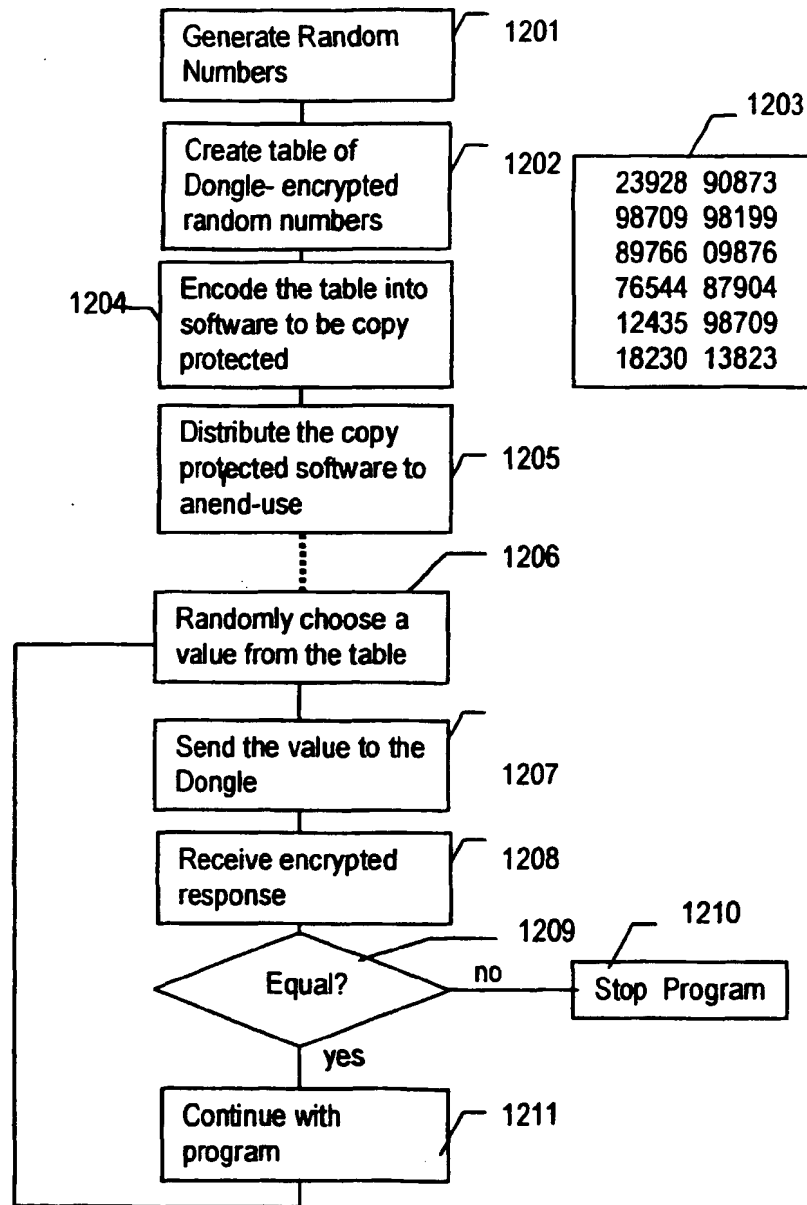 Generate Random
Numbers
1201
Create table of
Dongle- encrypted
random numbers
1202
1203
23928 90873
98709 98199
89766 09876
76544 87904
12435 98709
18230 13823
1204
Encode the table into
software to be copy
protected
Distribute the copy
protected software to
anend-use
1205
1206
Randomly choose a
value from the table
Send the value to the
Dongle
1207
Receive encrypted
response
1208
1209
Equal?
no
1210
Stop Program
yes
Continue with
program
1211